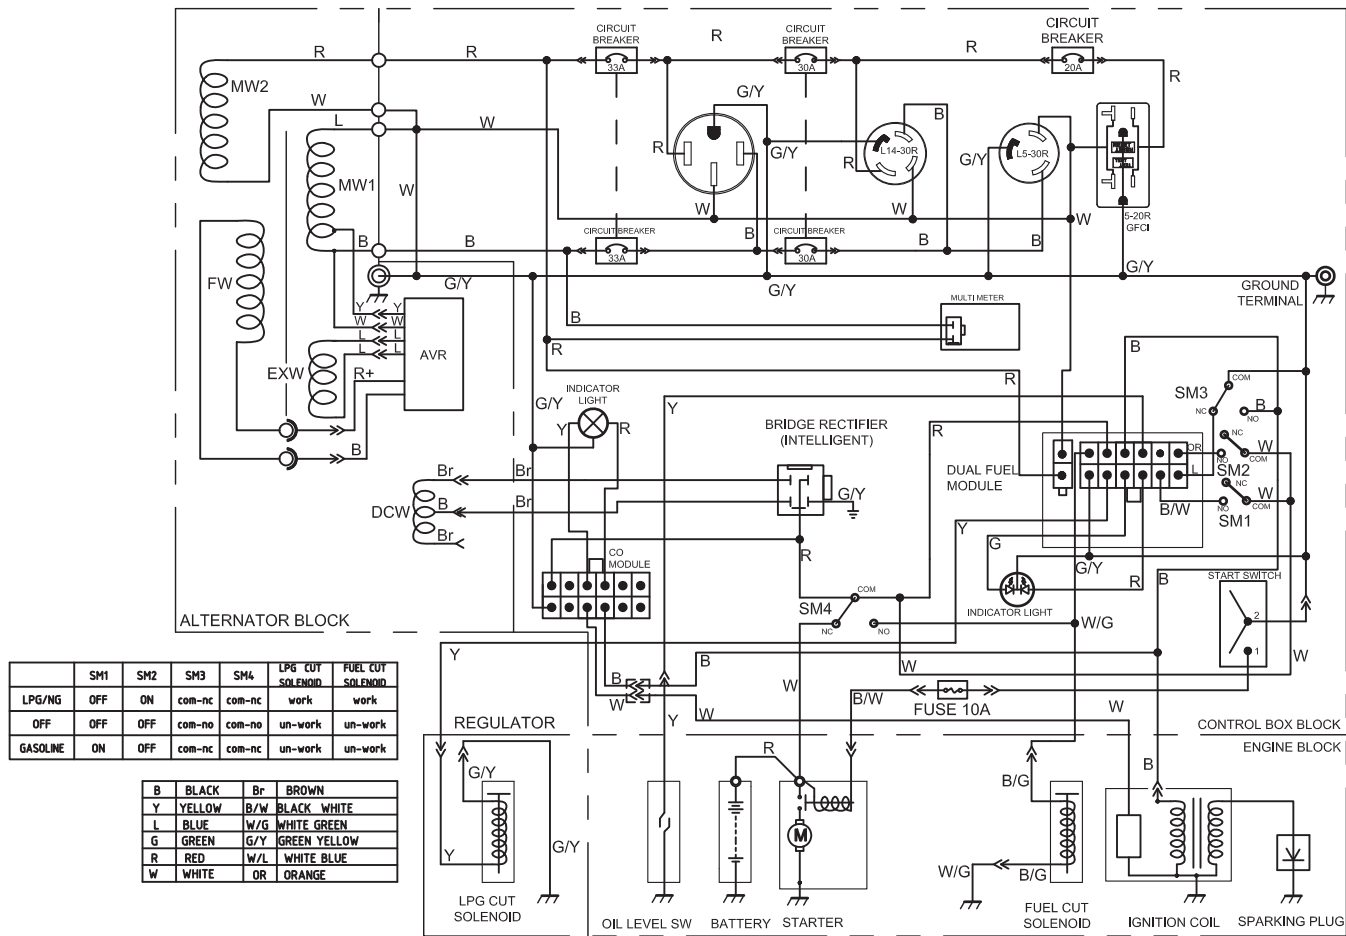 CIRCUIT
BREAKER
33A
R
CIRCUIT
BREAKER
30A
R
CIRCUIT
BREAKER
20A
R
R
R
MW2
W
L
W
G/Y
B
MW1
W
R
G/Y
R
L14-30R
G/Y
L5-30R
5-20R
GFCI
W
W
W
B
B
CIRCUIT BREAKER
33A
B
CIRCUIT BREAKER
30A
B
B
G/Y
G/Y
G/Y
GROUND
TERMINAL
FW
Y
Y
W
W
L
L
L
L
AVR
EXW
R+
B
B
R
MULTI METER
B
R
INDICATOR
LIGHT
G/Y
Y
R
Y
BRIDGE RECTIFIER
(INTELLIGENT)
R
SM3
COM
NC
NO
B
NC
W
NO
COM
SM2
OR
L
NC
W
NO
COM
SM1
B/W
DUAL FUEL
MODULE
Br
Br
DCW
B
Br
Br
G/Y
Y
G
R
CO
MODULE
G/Y
R
B
INDICATOR LIGHT
START SWITCH
2
1
SM4
COM
NC
NO
W/G
ALTERNATOR BLOCK
Y
B
W
B
W
W
W
B/W
FUSE 10A
W
W
SM1 SM2 SM3 SM4 LPG CUT SOLENOID FUEL CUT SOLENOID
LPG/NG OFF ON com-nc com-nc work work
OFF OFF OFF com-no com-no un-work un-work
GASOLINE ON OFF com-nc com-nc un-work un-work
REGULATOR
Y
CONTROL BOX BLOCK
ENGINE BLOCK
B BLACK Br BROWN
Y YELLOW B/W BLACK WHITE
L BLUE W/G WHITE GREEN
G GREEN G/Y GREEN YELLOW
R RED W/L WHITE BLUE
W WHITE OR ORANGE
G/Y
Y
G/Y
R
M
B/G
W/G
B/G
B
LPG CUT
SOLENOID
OIL LEVEL SW
BATTERY
STARTER
FUEL CUT
SOLENOID
IGNITION COIL
SPARKING PLUG